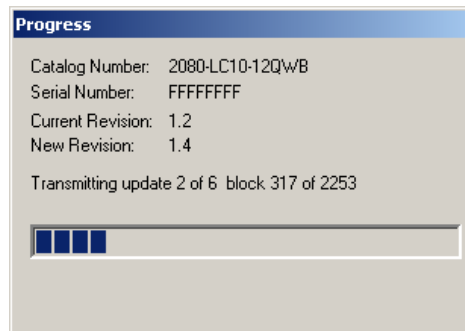 Progress
Catalog Number: 2080-LC10-12QWB
Serial Number: FFFFFFFF
Current Revision: 1.2
New Revision: 1.4
Transmitting update 2 of 6 block 317 of 2253